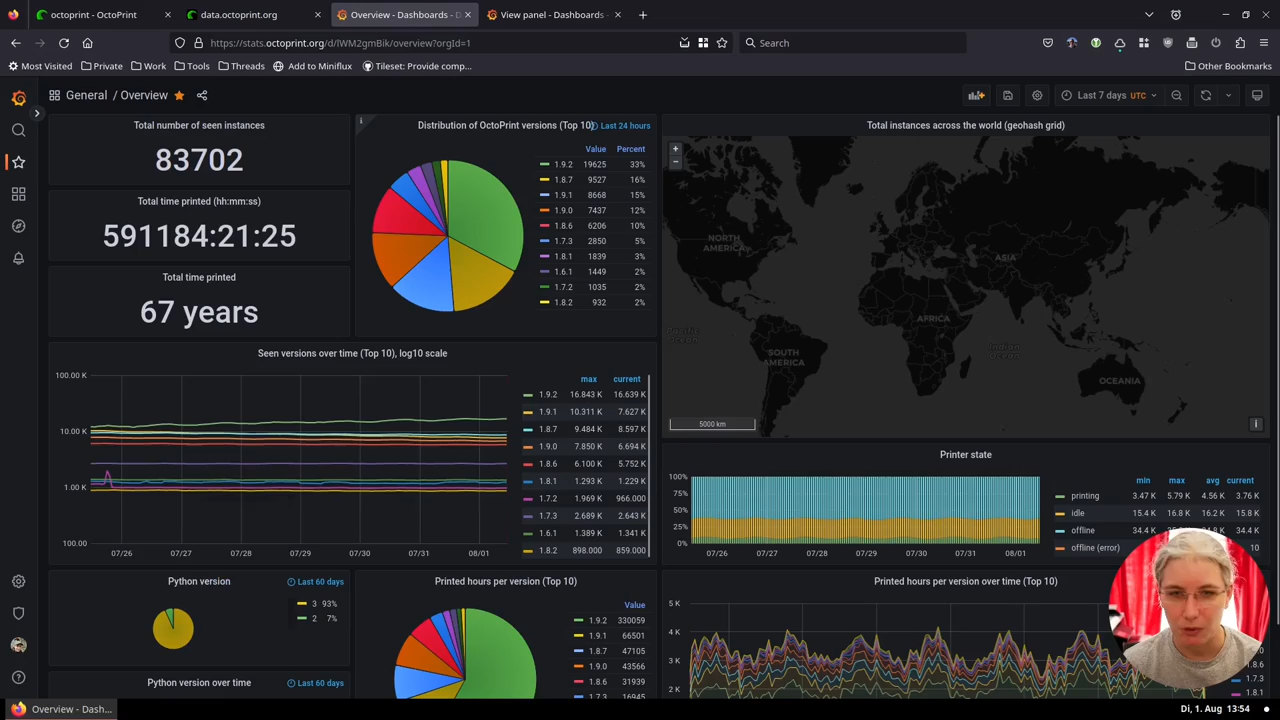 octoprint - OctoPrint
data.octoprint.org
Overview - Dashboards - D
View panel - Dashboards -
https://stats.octoprint.org/d/lWM2gmBik/overview?orgId=1
Search
Most Visited
Private
Work
Tools
Threads
Add to Miniflux
Tileset: Provide comp...
Other Bookmarks
General / Overview
Last 7 days UTC
Total number of seen instances
83702
Total time printed (hh:mm:ss)
591184:21:25
Total time printed
67 years
Distribution of OctoPrint versions (Top 10)
Last 24 hours
Value Percent
1.9.2 19625 33%
1.8.7 9527 16%
1.9.1 8668 15%
1.9.0 7437 12%
1.8.6 6206 10%
1.7.3 2850 5%
1.8.1 1839 3%
1.6.1 1449 2%
1.7.2 1035 2%
1.8.2 932 2%
Total instances across the world (geohash grid)
+
−
NORTH
AMERICA
ASIA
AFRICA
Pacific
ocean
SOUTH
AMERICA
Indian
ocean
OCEANIA
5000 km
i
Seen versions over time (Top 10), log10 scale
100.00 K
10.00 K
1.00 K
100.00
07/26 07/27 07/28 07/29 07/30 07/31 08/01
max current
1.9.2 16.843 K 16.639 K
1.9.1 10.311 K 7.627 K
1.8.7 9.484 K 8.597 K
1.9.0 7.850 K 6.694 K
1.8.6 6.100 K 5.752 K
1.8.1 1.293 K 1.229 K
1.7.2 1.969 K 966.000
1.7.3 2.689 K 2.643 K
1.6.1 1.389 K 1.341 K
1.8.2 898.000 859.000
Printer state
100%
75%
50%
25%
0%
07/26 07/27 07/28 07/29 07/30 07/31 08/01
min max avg current
printing 3.47 K 5.79 K 4.56 K 3.76 K
idle 15.4 K 16.8 K 16.2 K 15.8 K
offline 34.4 K 34.4 K
offline (error) 10
Python version
Last 60 days
3 93%
2 7%
Python version over time
Last 60 days
Printed hours per version (Top 10)
Value
1.9.2 330059
1.9.1 66501
1.8.7 47105
1.9.0 43566
1.8.6 31939
1.7.3 16945
Printed hours per version over time (Top 10)
5 K
4 K
3 K
2 K
1.8.6
1.8.1
Overview — Dashboards...
Di, 1. Aug 13:54